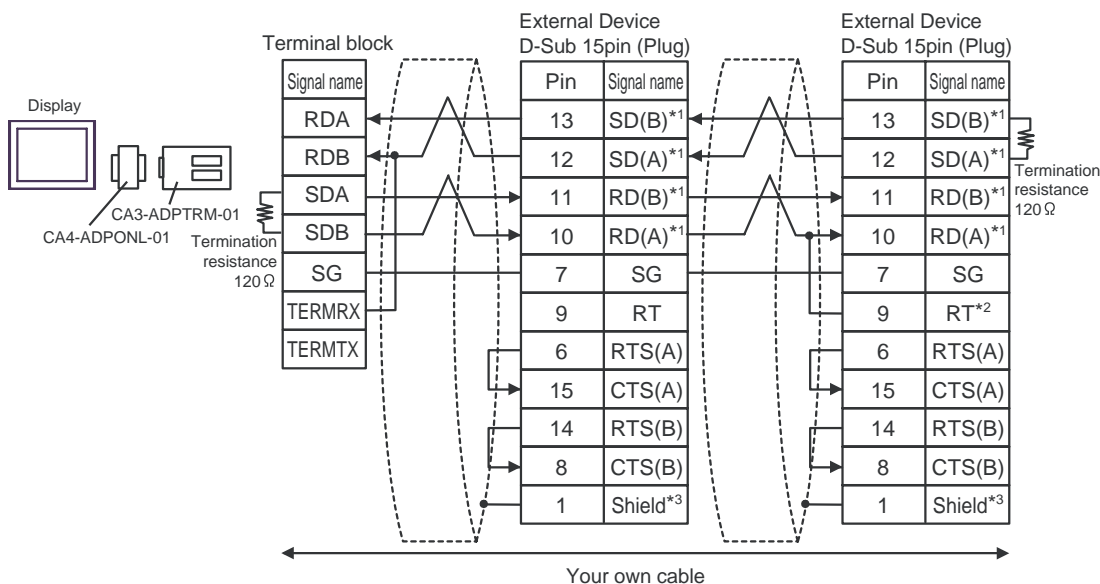 Display
CA3-ADPTRM-01
CA4-ADPONL-01
Terminal block
Signal name
RDA
RDB
SDA
SDB
SG
TERMRX
TERMTX
Termination
resistance
120 Ω
External Device
D-Sub 15pin (Plug)
Pin Signal name
13 SD(B)*1
12 SD(A)*1
11 RD(B)*1
10 RD(A)*1
7 SG
9 RT
6 RTS(A)
15 CTS(A)
14 RTS(B)
8 CTS(B)
1 Shield*3
External Device
D-Sub 15pin (Plug)
Pin Signal name
13 SD(B)*1
12 SD(A)*1
11 RD(B)*1
10 RD(A)*1
7 SG
9 RT*2
6 RTS(A)
15 CTS(A)
14 RTS(B)
8 CTS(B)
1 Shield*3
Termination
resistance
120 Ω
Your own cable